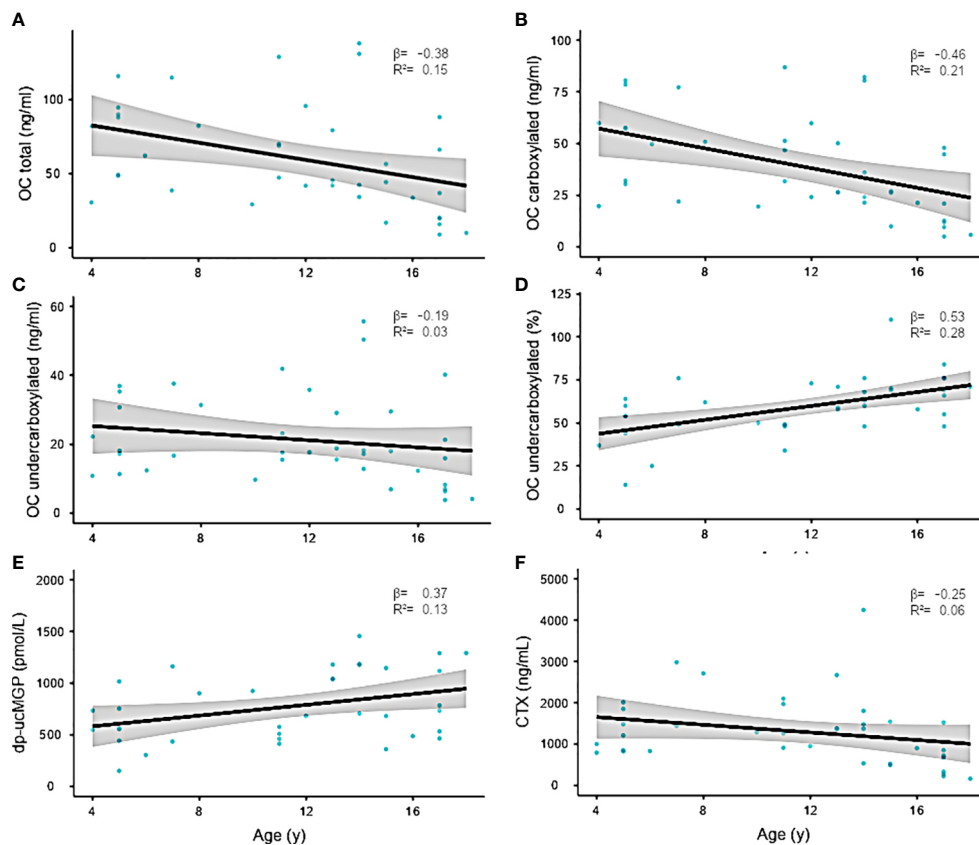 A
B
β= -0.38
R²= 0.15
OC total (ng/ml)
100
50
0
4 8 12 16
β= -0.46
R²= 0.21
OC carboxylated (ng/ml)
100
75
50
25
0
4 8 12 16
C
D
β= -0.19
R²= 0.03
OC undercarboxylated (ng/ml)
60
40
20
0
4 8 12 16
β= 0.53
R²= 0.28
OC undercarboxylated (%)
125
100
75
50
25
0
4 8 12 16
E
F
β= 0.37
R²= 0.13
dp-ucMGP (pmol/L)
2000
1500
1000
500
0
4 8 12 16
Age (y)
β= -0.25
R²= 0.06
CTX (ng/mL)
5000
4000
3000
2000
1000
0
4 8 12 16
Age (y)